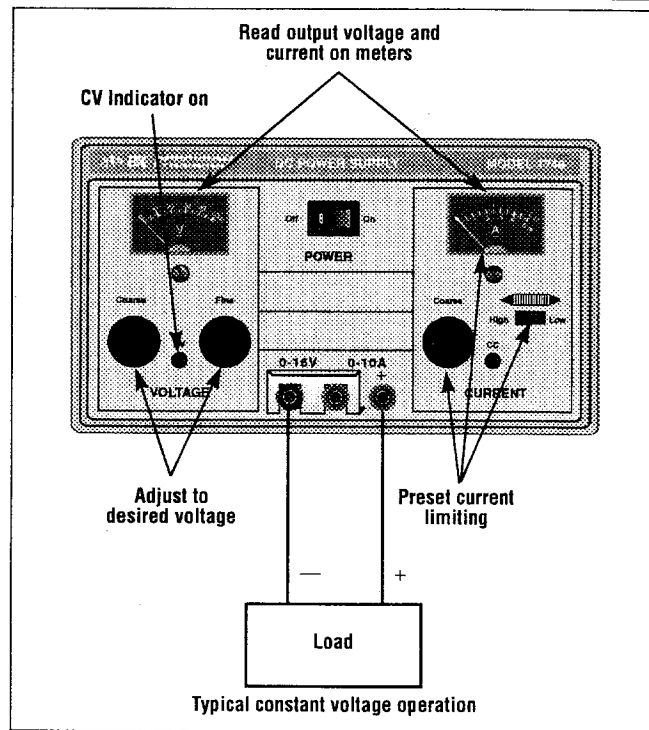 Read output voltage and
current on meters
CV Indicator on
BK
DC POWER SUPPLY
MODEL
V
Off
On
POWER
A
Coarse
Fine
Coarse
High
Low
CC
VOLTAGE
0-16V
0-10A
+
CURRENT
Adjust to
desired voltage
Preset current
limiting
—
+
Load
Typical constant voltage operation